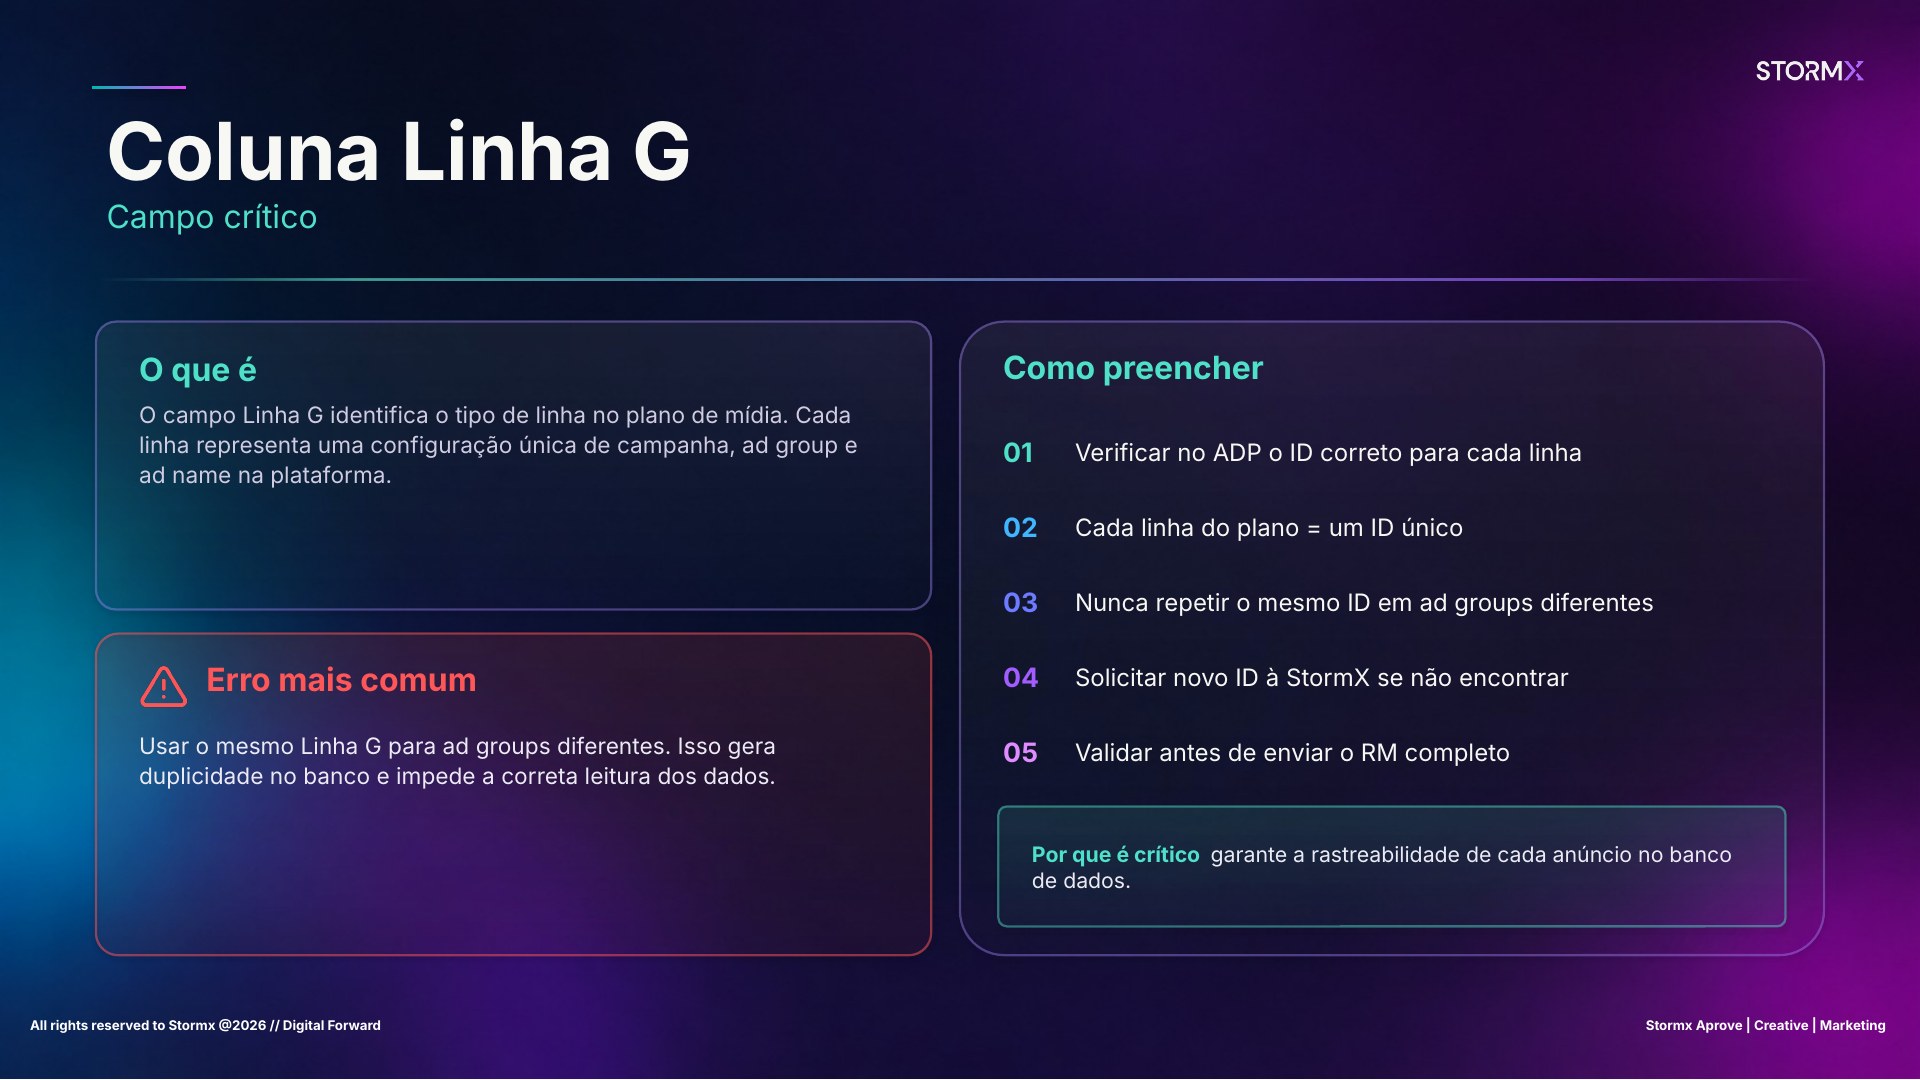 STORMX
Coluna Linha G
Campo crítico
O que é
O campo Linha G identifica o tipo de linha no plano de mídia. Cada
linha representa uma configuração única de campanha, ad group e
ad name na plataforma.
Erro mais comum
Usar o mesmo Linha G para ad groups diferentes. Isso gera
duplicidade no banco e impede a correta leitura dos dados.
Como preencher
01 Verificar no ADP o ID correto para cada linha
02 Cada linha do plano = um ID único
03 Nunca repetir o mesmo ID em ad groups diferentes
04 Solicitar novo ID à StormX se não encontrar
05 Validar antes de enviar o RM completo
Por que é crítico garante a rastreabilidade de cada anúncio no banco
de dados.
All rights reserved to Stormx @2026 // Digital Forward
Stormx Aprove | Creative | Marketing